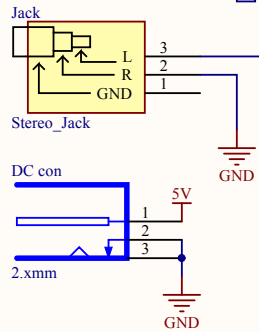 Jack
L 3
R 2
GND 1
Stereo_Jack
GND
DC con
5V
1
2
3
2.xmm
GND